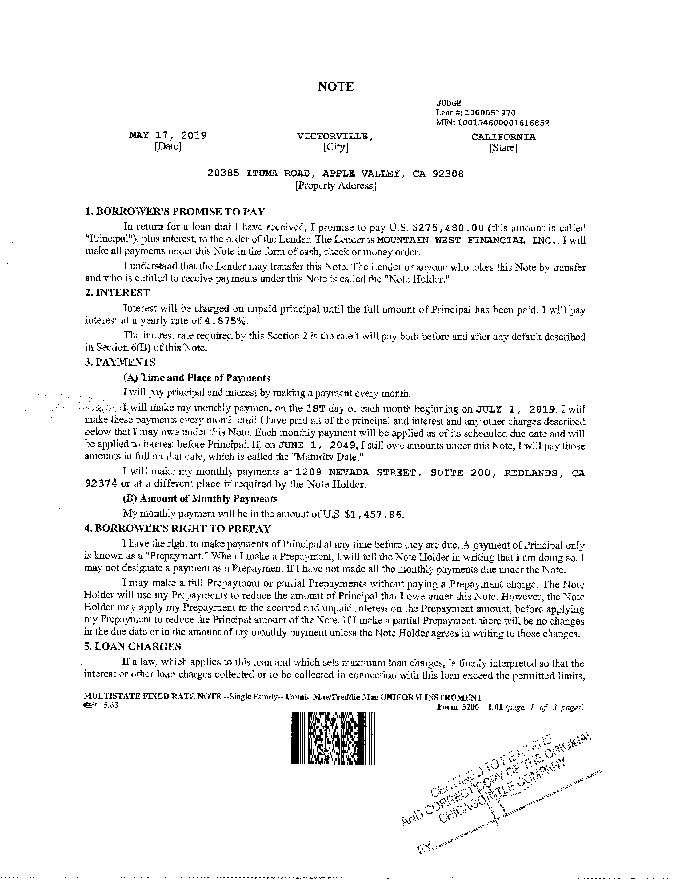 NOTE
JUDGE
Loan #:
MIN:
MAY 17, 2019 VICTORVILLE, CALIFORNIA
[Date] [City] [State]
20385 ITUMA ROAD, APPLE VALLEY, CA 92308
[Property Address]
1. BORROWER'S PROMISE TO PAY
In return for a loan that I have received, I promise to pay U.S. (this amount is called
"Principal"), plus interest, to the order of the Lender. The Lender is MOUNTAIN WEST FINANCIAL INC.. I will
make all payments under this Note in the form of cash, check or money order.
I understand that the Lender may transfer this Note. The Lender or anyone who takes this Note by transfer
and who is entitled to receive payments under this Note is called the "Note Holder."
2. INTEREST
Interest will be charged on unpaid principal until the full amount of Principal has been paid. I will pay
interest at a yearly rate of 4.875%.
The interest rate required by this Section 2 is the rate I will pay both before and after any default described
in Section 6(B) of this Note.
3. PAYMENTS
(A) Time and Place of Payments
I will pay principal and interest by making a payment every month.
I will make my monthly payment on the 1ST day of each month beginning on JULY 1, 2019. I will
make these payments every month until I have paid all of the principal and interest and any other charges described
below that I may owe under this Note. Each monthly payment will be applied as of its scheduled due date and will
be applied to interest before Principal. If, on JUNE 1, 2049, I still owe amounts under this Note, I will pay those
amounts in full on that date, which is called the "Maturity Date."
I will make my monthly payments at 1209 NEVADA STREET. SUITE 200, REDLANDS, CA
92374 or at a different place if required by the Note Holder.
(B) Amount of Monthly Payments
My monthly payment will be in the amount of U.S. $1,457.86.
4. BORROWER'S RIGHT TO PREPAY
I have the right to make payments of Principal at any time before they are due. A payment of Principal only
is known as a "Prepayment." When I make a Prepayment, I will tell the Note Holder in writing that I am doing so. I
may not designate a payment as a Prepayment if I have not made all the monthly payments due under the Note.
I may make a full Prepayment or partial Prepayments without paying a Prepayment charge. The Note
Holder will use my Prepayments to reduce the amount of Principal that I owe under this Note. However, the Note
Holder may apply my Prepayment to the accrued and unpaid interest on the Prepayment amount, before applying
my Prepayment to reduce the Principal amount of the Note. If I make a partial Prepayment, there will be no changes
in the due date or in the amount of my monthly payment unless the Note Holder agrees in writing to those changes.
5. LOAN CHARGES
If a law, which applies to this loan and which sets maximum loan charges, is finally interpreted so that the
interest or other loan charges collected or to be collected in connection with this loan exceed the permitted limits,
MULTISTATE FIXED RATE NOTE --Single Family-- Fannie Mae/Freddie Mac UNIFORM INSTRUMENT
Form 3200 1/01 (page 1 of 3 pages)
CERTIFIED TO BE A TRUE
AND CORRECT COPY OF THE ORIGINAL
CHICAGO TITLE COMPANY
BY